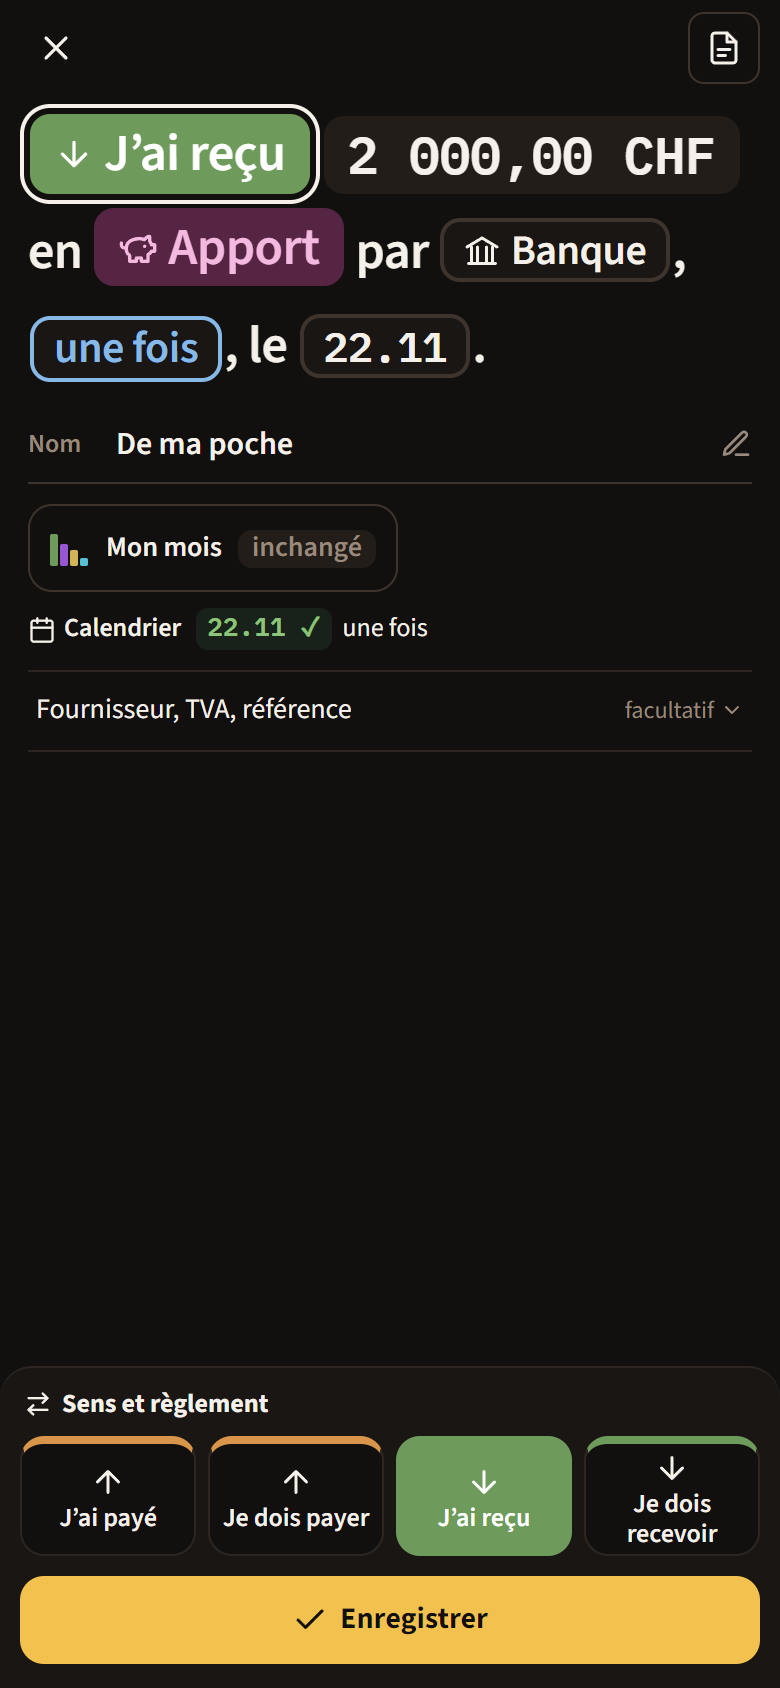 J’ai reçu 2 000,00 CHF
en Apport par Banque,
une fois, le 22.11.
Nom De ma poche
Mon mois inchangé
Calendrier 22.11 ✓ une fois
Fournisseur, TVA, référence facultatif
Sens et règlement
J’ai payé
Je dois payer
J’ai reçu
Je dois
recevoir
Enregistrer